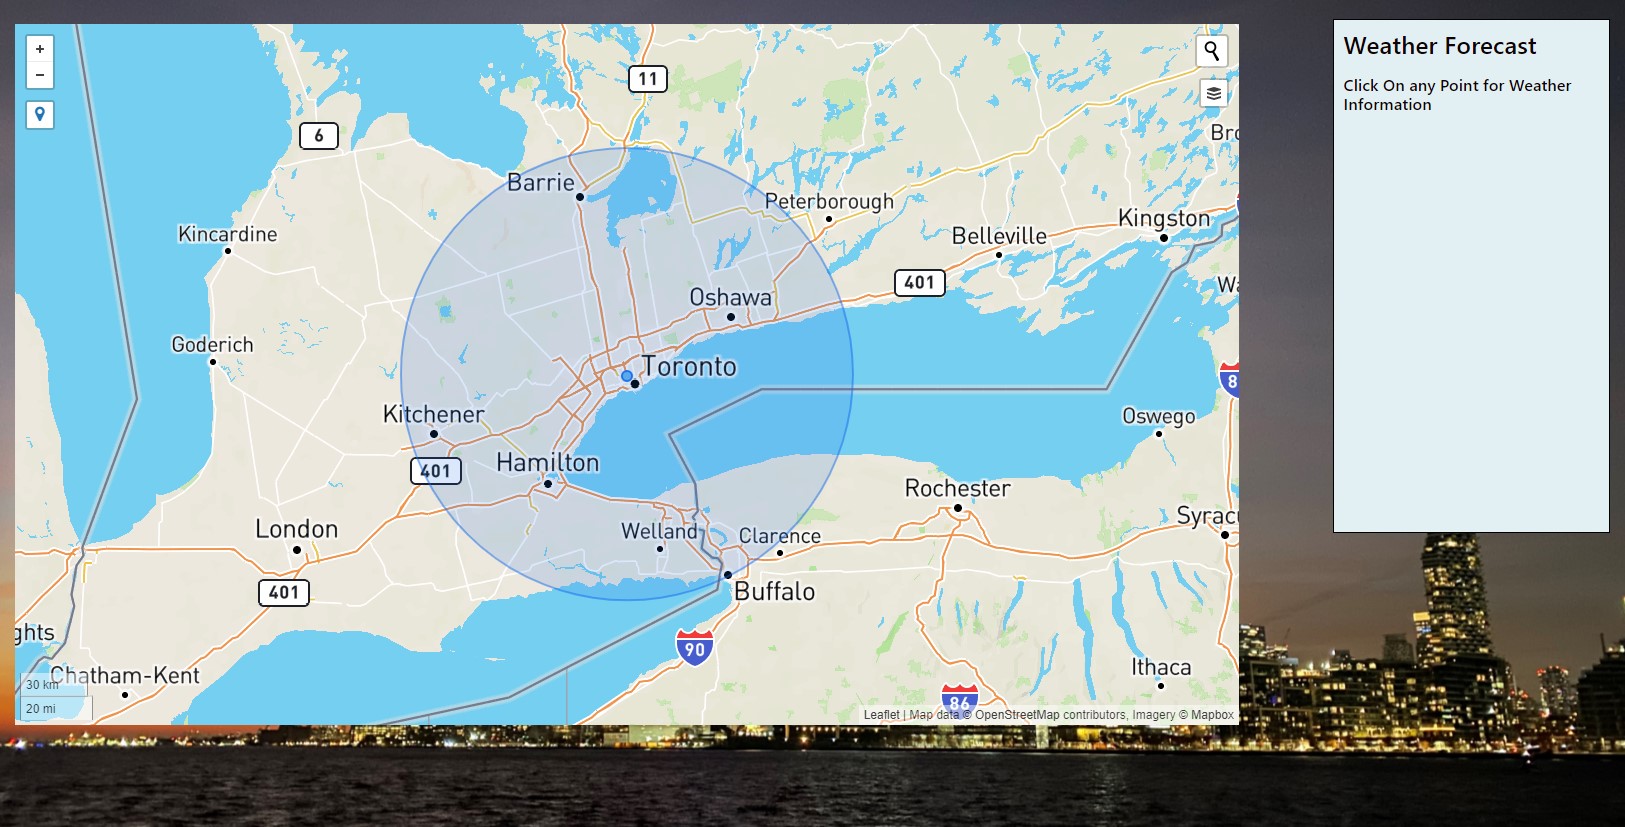 +
−
11
6
Bro
Barrie
Peterborough
Kingston
Kincardine
Belleville
401
Wa
Oshawa
Goderich
Toronto
8
Kitchener
Oswego
401
Hamilton
Rochester
London
Welland
Clarence
Syracu
401
Buffalo
ghts
90
Chatham-Kent
Ithaca
30 km
20 mi
86
Leaflet | Map data © OpenStreetMap contributors, Imagery © Mapbox
Weather Forecast
Click On any Point for Weather
Information